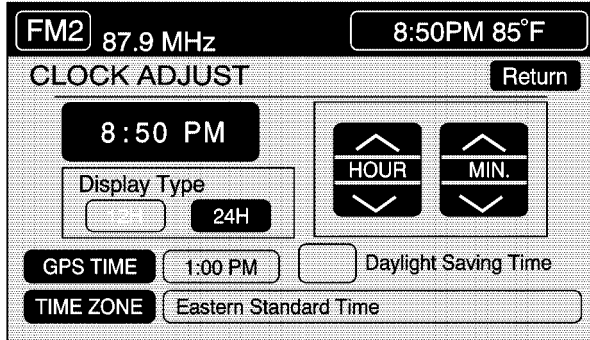 FM2 87.9 MHz 8:50PM 85°F
CLOCK ADJUST Return
8:50 PM
HOUR MIN.
Display Type
12H 24H
GPS TIME 1:00 PM Daylight Saving Time
TIME ZONE Eastern Standard Time